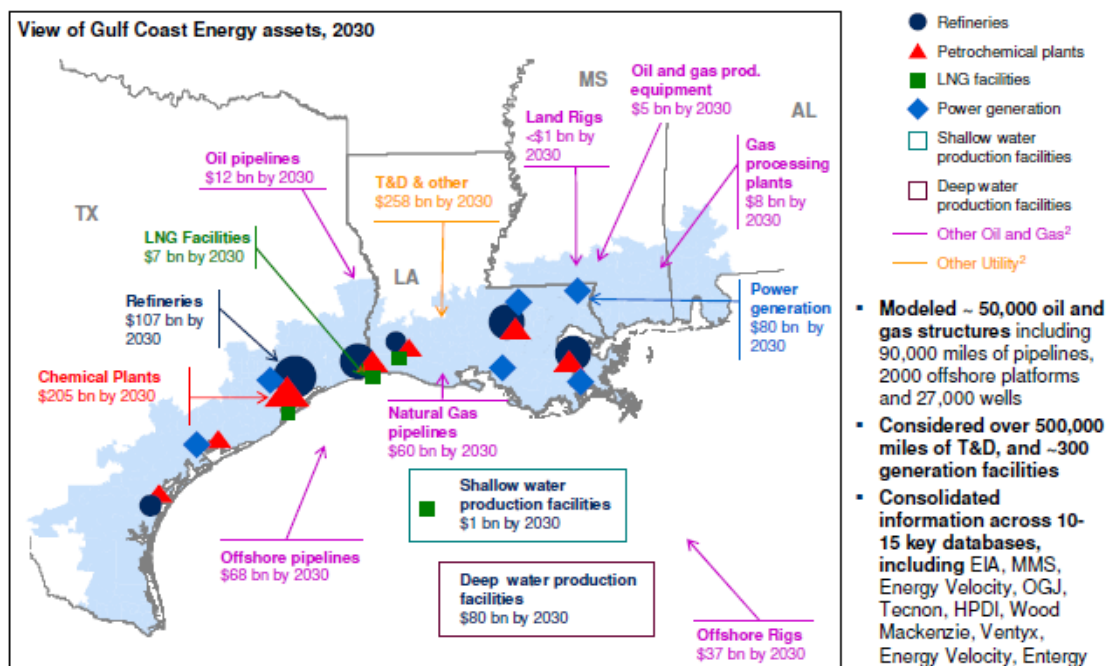 View of Gulf Coast Energy assets, 2030
MS
Oil and gas prod.
equipment
$5 bn by 2030
AL
Land Rigs
<$1 bn by
2030
Gas
processing
plants
$8 bn by
2030
Oil pipelines
$12 bn by 2030
T&D & other
$258 bn by 2030
TX
LNG Facilities
$7 bn by 2030
LA
Refineries
$107 bn by
2030
Power
generation
$80 bn by
2030
Chemical Plants
$205 bn by 2030
Natural Gas
pipelines
$60 bn by 2030
Shallow water
production facilities
$1 bn by 2030
Offshore pipelines
$68 bn by 2030
Deep water production
facilities
$80 bn by 2030
Offshore Rigs
$37 bn by 2030
Refineries
Petrochemical plants
LNG facilities
Power generation
Shallow water
production facilities
Deep water
production facilities
Other Oil and Gas²
Other Utility²
▪ Modeled ~ 50,000 oil and
gas structures including
90,000 miles of pipelines,
2000 offshore platforms
and 27,000 wells
▪ Considered over 500,000
miles of T&D, and ~300
generation facilities
▪ Consolidated
information across 10-
15 key databases,
including EIA, MMS,
Energy Velocity, OGJ,
Tecnon, HPDI, Wood
Mackenzie, Ventyx,
Energy Velocity, Entergy